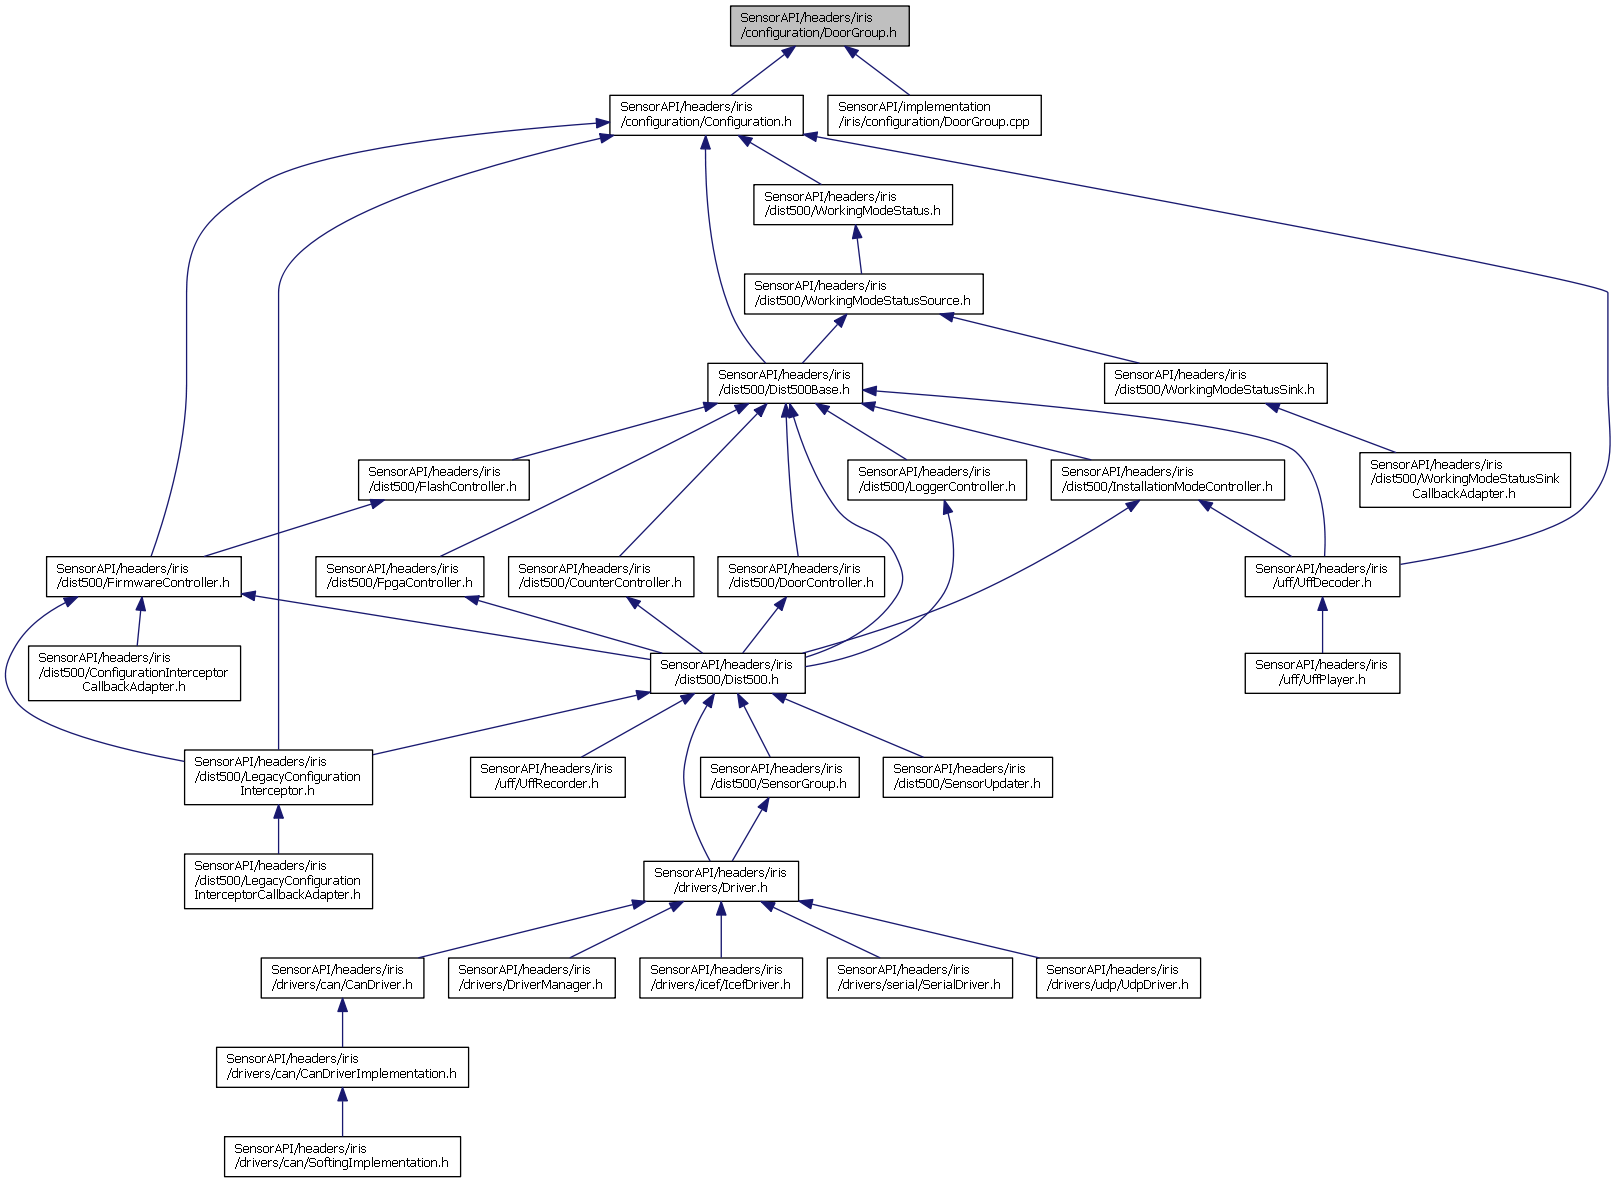 SensorAPI/headers/iris
/configuration/DoorGroup.h
SensorAPI/headers/iris
/configuration/Configuration.h
SensorAPI/implementation
/iris/configuration/DoorGroup.cpp
SensorAPI/headers/iris
/dist500/WorkingModeStatus.h
SensorAPI/headers/iris
/dist500/WorkingModeStatusSource.h
SensorAPI/headers/iris
/dist500/Dist500Base.h
SensorAPI/headers/iris
/dist500/WorkingModeStatusSink.h
SensorAPI/headers/iris
/dist500/FlashController.h
SensorAPI/headers/iris
/dist500/LoggerController.h
SensorAPI/headers/iris
/dist500/InstallationModeController.h
SensorAPI/headers/iris
/dist500/WorkingModeStatusSink
CallbackAdapter.h
SensorAPI/headers/iris
/dist500/FirmwareController.h
SensorAPI/headers/iris
/dist500/FpgaController.h
SensorAPI/headers/iris
/dist500/CounterController.h
SensorAPI/headers/iris
/dist500/DoorController.h
SensorAPI/headers/iris
/uff/UffDecoder.h
SensorAPI/headers/iris
/dist500/ConfigurationInterceptor
CallbackAdapter.h
SensorAPI/headers/iris
/dist500/Dist500.h
SensorAPI/headers/iris
/uff/UffPlayer.h
SensorAPI/headers/iris
/dist500/LegacyConfiguration
Interceptor.h
SensorAPI/headers/iris
/uff/UffRecorder.h
SensorAPI/headers/iris
/dist500/SensorGroup.h
SensorAPI/headers/iris
/dist500/SensorUpdater.h
SensorAPI/headers/iris
/dist500/LegacyConfiguration
InterceptorCallbackAdapter.h
SensorAPI/headers/iris
/drivers/Driver.h
SensorAPI/headers/iris
/drivers/can/CanDriver.h
SensorAPI/headers/iris
/drivers/DriverManager.h
SensorAPI/headers/iris
/drivers/icef/IcefDriver.h
SensorAPI/headers/iris
/drivers/serial/SerialDriver.h
SensorAPI/headers/iris
/drivers/udp/UdpDriver.h
SensorAPI/headers/iris
/drivers/can/CanDriverImplementation.h
SensorAPI/headers/iris
/drivers/can/SoftingImplementation.h